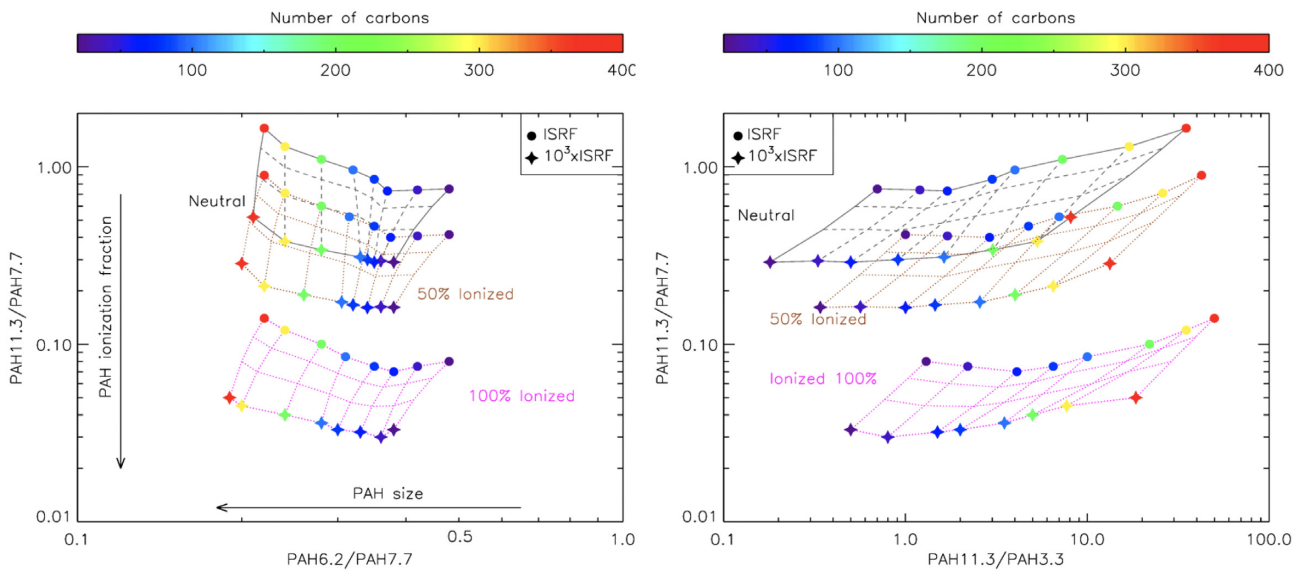 Number of carbons
100 200 300 400
ISRF
10³xISRF
1.00
0.10
0.01
Neutral
50% Ionized
100% Ionized
PAH ionization fraction
PAH size
0.1 0.5 1.0
PAH6.2/PAH7.7
PAH11.3/PAH7.7
Number of carbons
100 200 300 400
ISRF
10³xISRF
1.00
0.10
0.01
Neutral
50% Ionized
Ionized 100%
1.0 10.0 100.0
PAH11.3/PAH3.3
PAH11.3/PAH7.7